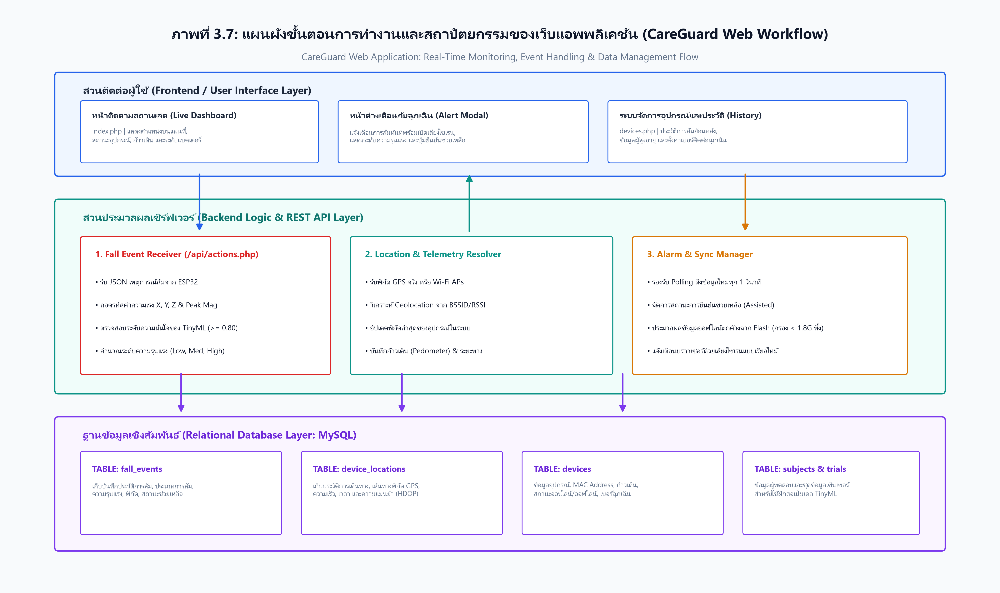 ภาพที่ 3.7: แผนผังขั้นตอนการทำงานและสถาปัตยกรรมของเว็บแอพพลิเคชัน (CareGuard Web Workflow)
CareGuard Web Application: Real-Time Monitoring, Event Handling & Data Management Flow
ส่วนติดต่อผู้ใช้ (Frontend / User Interface Layer)
หน้าติดตามสถานะสด (Live Dashboard)
index.php | แสดงตำแหน่งบนแผนที่,
สถานะอุปกรณ์, ก้าวเดิน และระดับแบตเตอรี่
หน้าต่างเตือนภัยฉุกเฉิน (Alert Modal)
แจ้งเตือนการล้มทันทีพร้อมเปิดเสียงไซเรน,
แสดงระดับความรุนแรง และปุ่มยืนยันช่วยเหลือ
ระบบจัดการอุปกรณ์และประวัติ (History)
devices.php | ประวัติการล้มย้อนหลัง,
ข้อมูลผู้สูงอายุ และตั้งค่าเบอร์ติดต่อฉุกเฉิน
ส่วนประมวลผลเซิร์ฟเวอร์ (Backend Logic & REST API Layer)
1. Fall Event Receiver (/api/actions.php)
• รับ JSON เหตุการณ์ล้มจาก ESP32
• ถอดรหัสค่าความเร่ง X, Y, Z & Peak Mag
• ตรวจสอบระดับความมั่นใจของ TinyML (>= 0.80)
• คำนวณระดับความรุนแรง (Low, Med, High)
2. Location & Telemetry Resolver
• รับพิกัด GPS จริง หรือ Wi-Fi APs
• วิเคราะห์ Geolocation จาก BSSID/RSSI
• อัปเดตพิกัดล่าสุดของอุปกรณ์ในระบบ
• บันทึกก้าวเดิน (Pedometer) & ระยะทาง
3. Alarm & Sync Manager
• รองรับ Polling ดึงข้อมูลใหม่ทุก 1 วินาที
• จัดการสถานะการยืนยันช่วยเหลือ (Assisted)
• ประมวลผลข้อมูลออฟไลน์ตกค้างจาก Flash (กรอง < 1.8G ทิ้ง)
• แจ้งเตือนบราวเซอร์ด้วยเสียงไซเรนแบบเรียลไทม์
ฐานข้อมูลเชิงสัมพันธ์ (Relational Database Layer: MySQL)
TABLE: fall_events
เก็บบันทึกประวัติการล้ม, ประเภทการล้ม,
ความรุนแรง, พิกัด, สถานะช่วยเหลือ
TABLE: device_locations
เก็บประวัติการเดินทาง, เส้นทางพิกัด GPS,
ความเร็ว, เวลา และความแม่นยำ (HDOP)
TABLE: devices
ข้อมูลอุปกรณ์, MAC Address, ก้าวเดิน,
สถานะออนไลน์/ออฟไลน์, เบอร์ฉุกเฉิน
TABLE: subjects & trials
ข้อมูลผู้ทดสอบและชุดข้อมูลเซ็นเซอร์
สำหรับใช้ฝึกสอนโมเดล TinyML